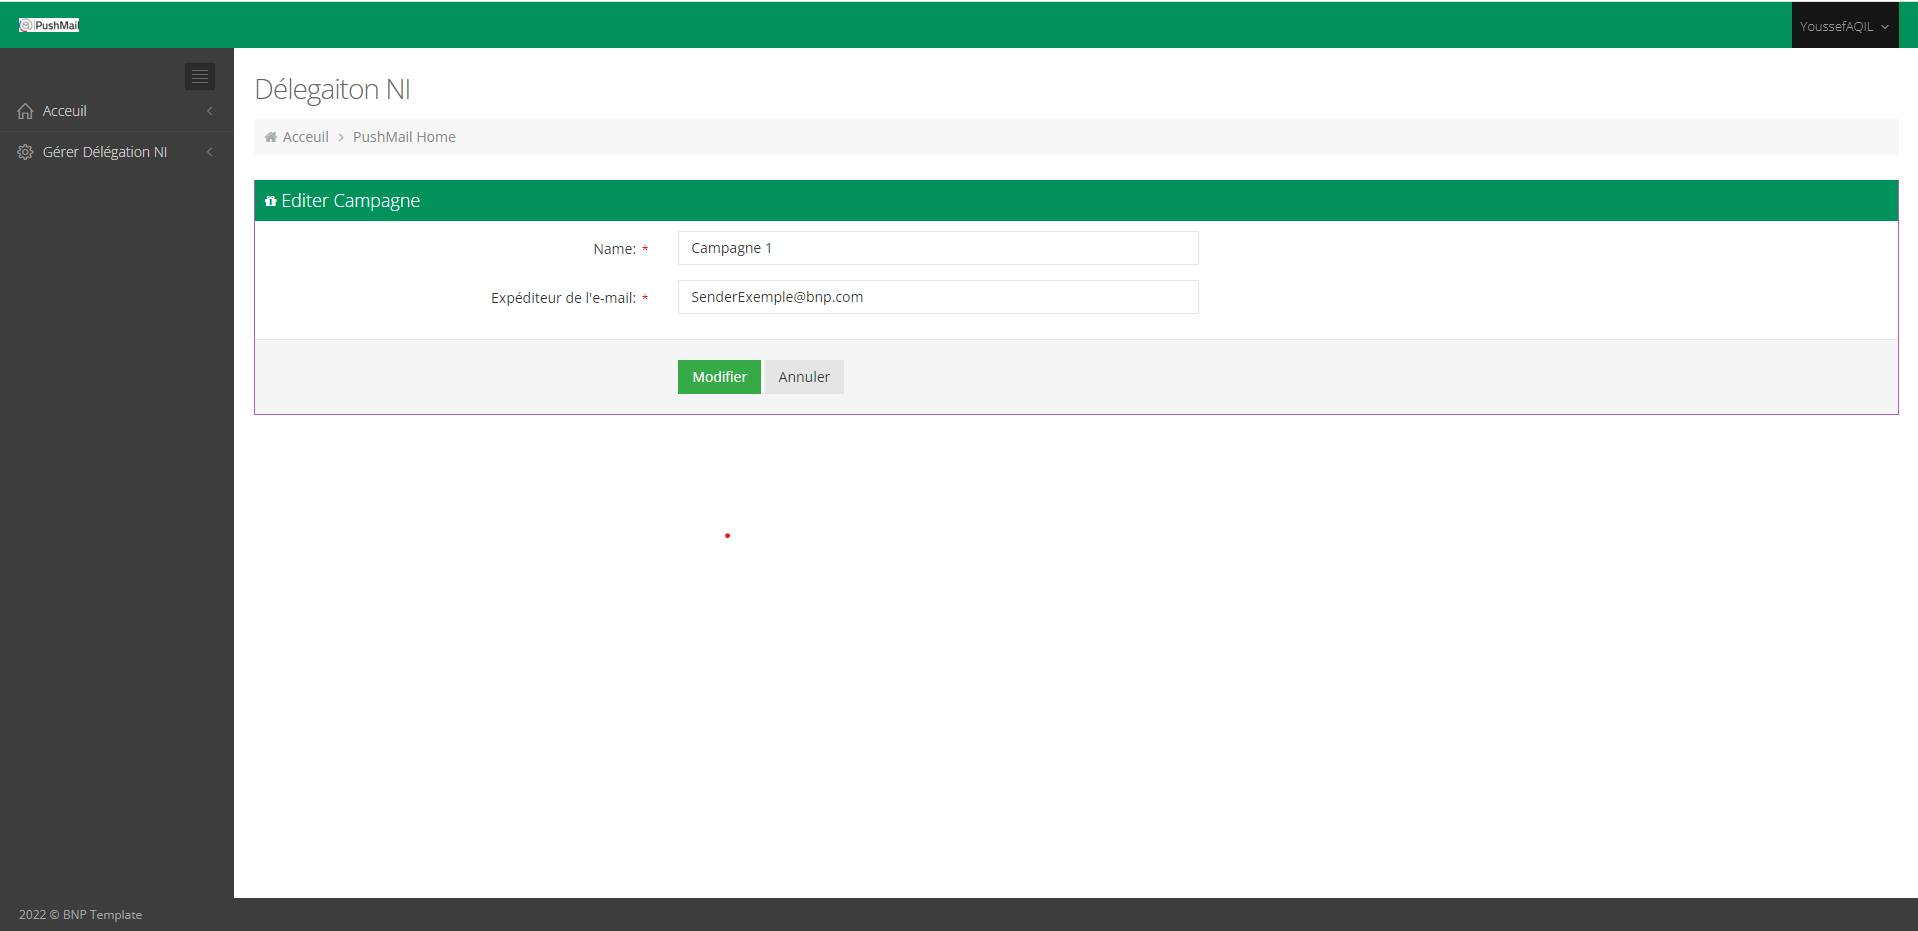 @PushMail
YoussefAQIL
Acceuil
Gérer Délégation NI
Délegaiton NI
Acceuil > PushMail Home
Editer Campagne
Name: * Campagne 1
Expéditeur de l'e-mail: * SenderExemple@bnp.com
Modifier Annuler
2022 © BNP Template